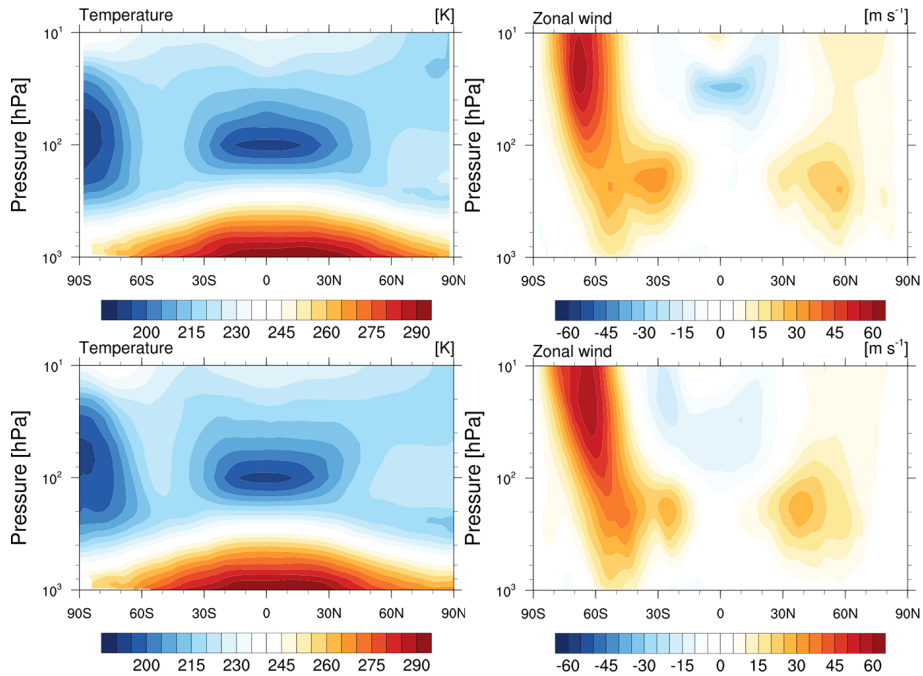 Temperature [K] Zonal wind [m s⁻¹]
10¹ 10¹
10² 10²
10³ 10³
Pressure [hPa] Pressure [hPa]
90S 60S 30S 0 30N 60N 90N 90S 60S 30S 0 30N 60N 90N
200 215 230 245 260 275 290 -60 -45 -30 -15 0 15 30 45 60
Temperature [K] Zonal wind [m s⁻¹]
10¹ 10¹
10² 10²
10³ 10³
Pressure [hPa] Pressure [hPa]
90S 60S 30S 0 30N 60N 90N 90S 60S 30S 0 30N 60N 90N
200 215 230 245 260 275 290 -60 -45 -30 -15 0 15 30 45 60